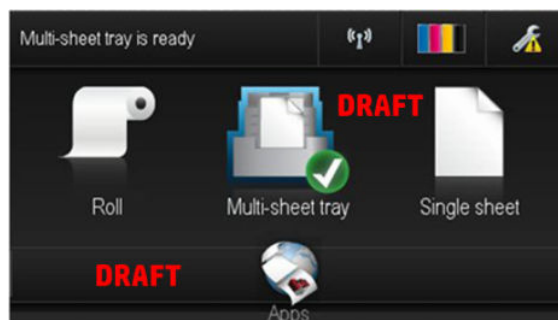 Multi-sheet tray is ready
DRAFT
Roll
Multi-sheet tray
Single sheet
DRAFT
Apps